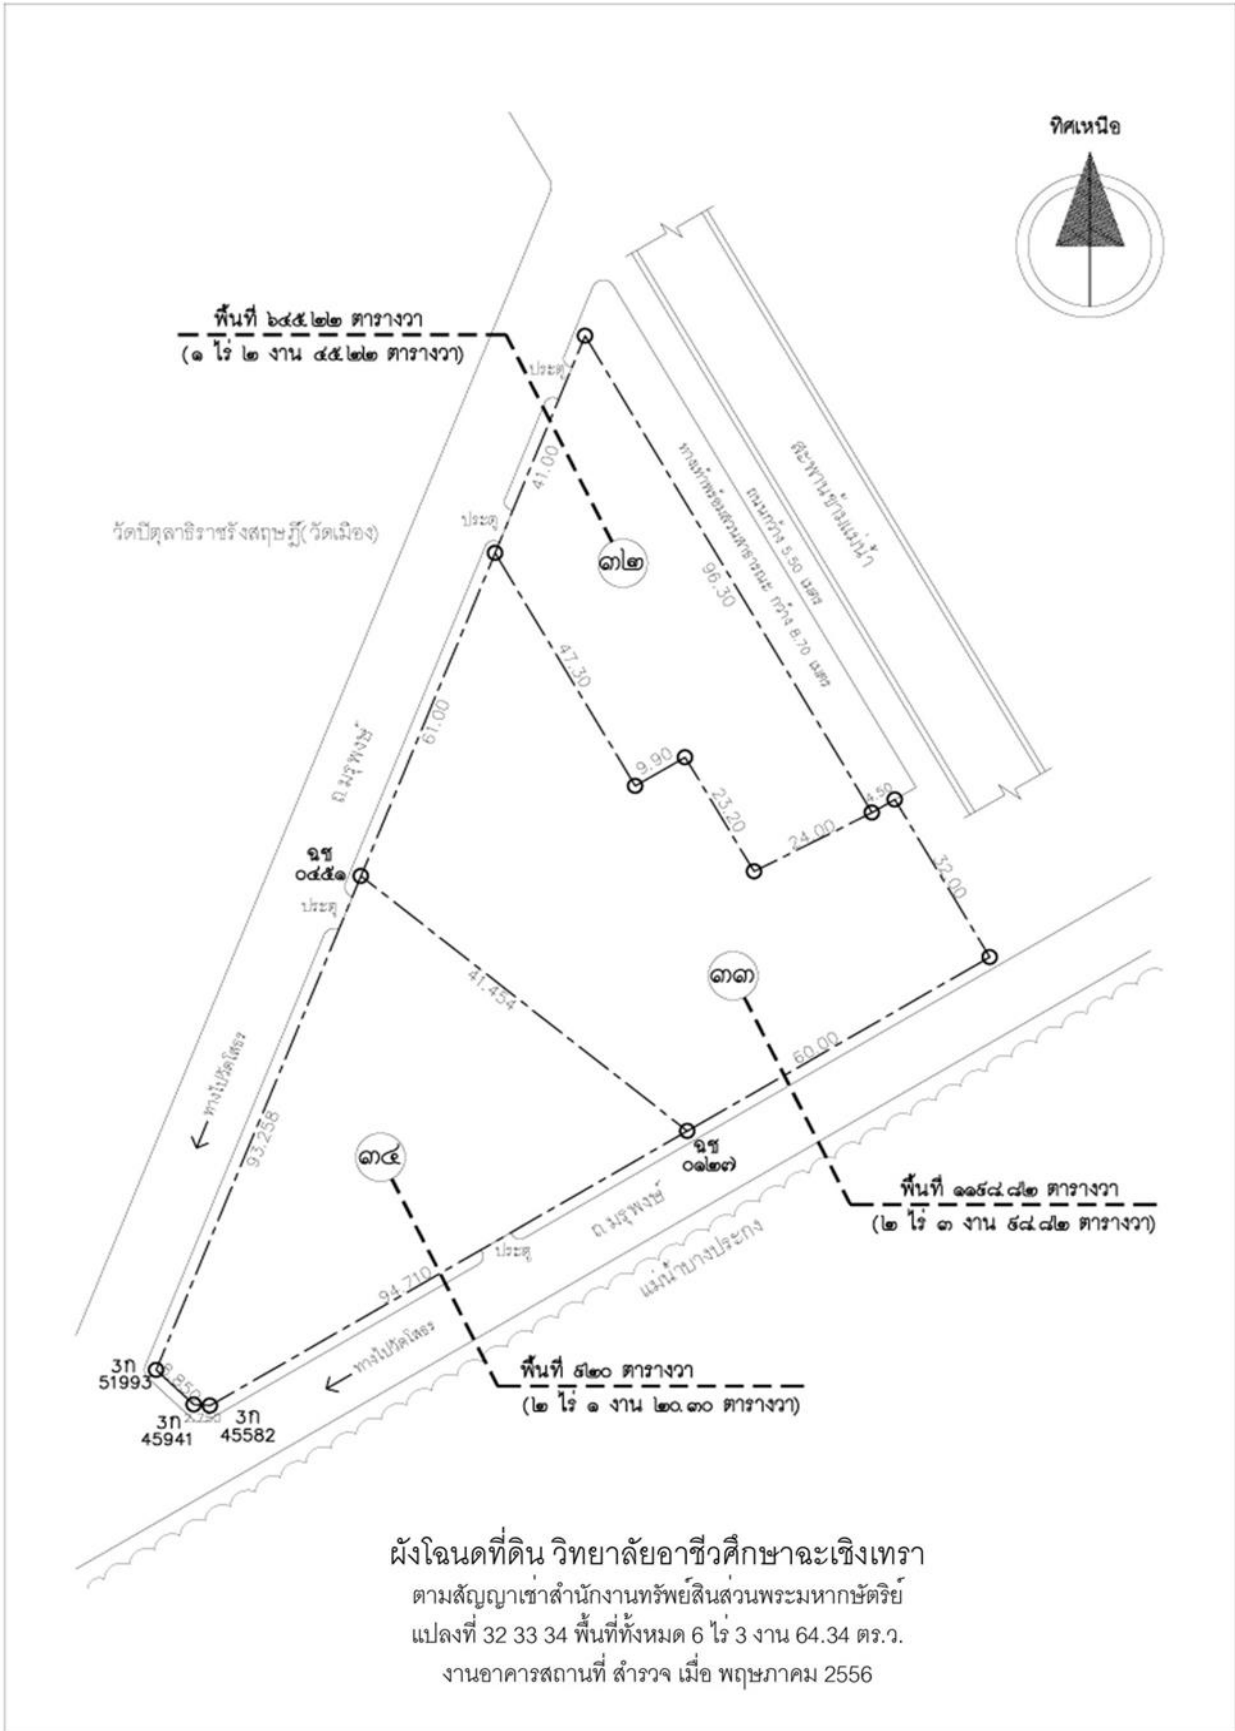 ทิศเหนือ
พื้นที่ ๖๔๕.๒๒ ตารางวา
(๑ ไร่ ๒ งาน ๔๕.๒๒ ตารางวา)
ประตู
41.00
สะพานข้ามแม่น้ำ
ถนนกว้าง 5.50 เมตร
ทางเท้าพร้อมสวนสาธารณะ กว้าง 8.70 เมตร
96.30
วัดปิตุลาธิราชรังสฤษฎิ์(วัดเมือง)
ประตู
๓๒
47.30
61.00
ถ.มรุพงษ์
9.90
23.20
24.00
4.50
32.00
ฉช
๐๔๕๑
ประตู
41.454
๓๓
60.00
ทางไปวัดโสธร
93.258
๓๔
ฉช
๐๑๒๗
พื้นที่ ๑๑๙๘.๘๒ ตารางวา
(๒ ไร่ ๓ งาน ๙๘.๘๒ ตารางวา)
ถ.มรุพงษ์
ประตู
แม่น้ำบางประกง
94.710
ทางไปวัดโสธร
พื้นที่ ๙๒๐ ตารางวา
(๒ ไร่ ๑ งาน ๒๐.๓๐ ตารางวา)
3ก
51993
8.850
3ก
45941
3ก
45582
ผังโฉนดที่ดิน วิทยาลัยอาชีวศึกษาฉะเชิงเทรา
ตามสัญญาเช่าสำนักงานทรัพย์สินส่วนพระมหากษัตริย์
แปลงที่ 32 33 34 พื้นที่ทั้งหมด 6 ไร่ 3 งาน 64.34 ตร.ว.
งานอาคารสถานที่ สำรวจ เมื่อ พฤษภาคม 2556